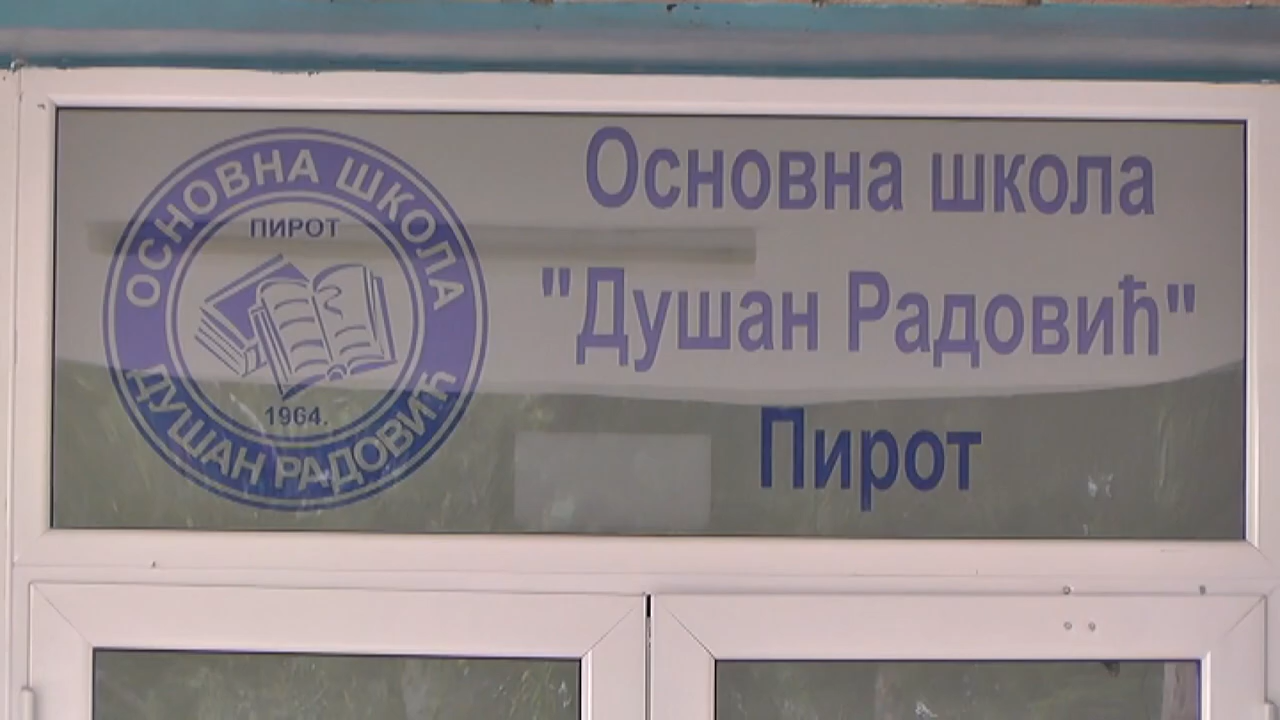 ОСНОВНА ШКОЛА
ПИРОТ
1964.
ДУШАН РАДОВИЋ
Основна школа
"Душан Радовић"
Пирот